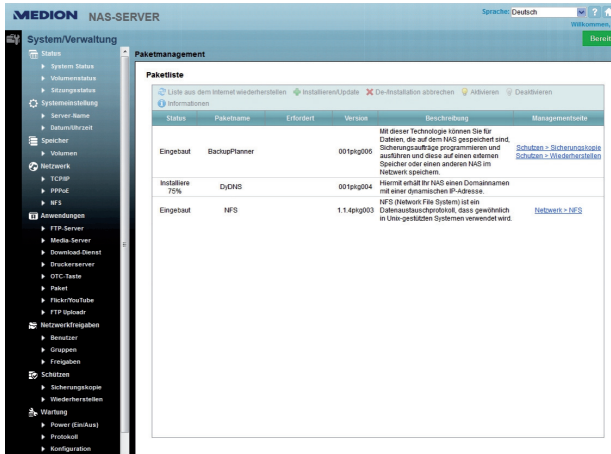 MEDION NAS-SERVER
Sprache: Deutsch
?
Willkommen,
System/Verwaltung
Bereit
Status
System Status
Volumenstatus
Sitzungsstatus
Systemeinstellung
Server-Name
Datum/Uhrzeit
Speicher
Volumen
Netzwerk
TCP/IP
PPPoE
NFS
Anwendungen
FTP-Server
Media-Server
Download-Dienst
Druckerserver
OTC-Taste
Paket
Flickr/YouTube
FTP Uploadr
Netzwerkfreigaben
Benutzer
Gruppen
Freigaben
Schützen
Sicherungskopie
Wiederherstellen
Wartung
Power (Ein/Aus)
Protokoll
Konfiguration
Paketmanagement
Paketliste
Liste aus dem Internet wiederherstellen Installieren/Update De-/Installation abbrechen Aktivieren Deaktivieren
Informationen
Status Paketname Erfordert Version Beschreibung Managementseite
Eingebaut BackupPlanner 001pkg006
Mit dieser Technologie können Sie für
Dateien, die auf dem NAS gespeichert sind,
Sicherungsaufträge programmieren und
ausführen und diese auf einen externen
Speicher oder einen anderen NAS im
Netzwerk speichern.
Schutzen > Sicherungskopie
Schutzen > Wiederherstellen
Installiere
75%
DyDNS 001pkg004
Hiermit erhält Ihr NAS einen Domainnamen
mit einer dynamischen IP-Adresse.
Eingebaut NFS 1.1.4pkg003
NFS (Network File System) ist ein
Datenaustauschprotokoll, dass gewöhnlich
in Unix-gestützten Systemen verwendet wird.
Netzwerk > NFS